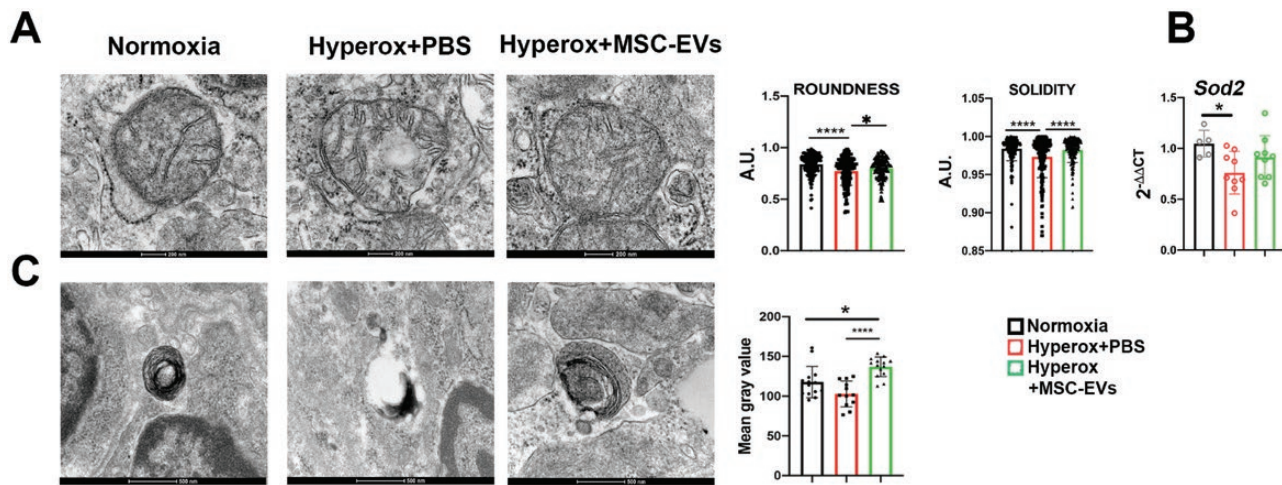 A
Normoxia
Hyperox+PBS
Hyperox+MSC-EVs
200 nm
200 nm
200 nm
ROUNDNESS
A.U.
1.5
1.0
0.5
0.0
****
*
SOLIDITY
A.U.
1.05
1.00
0.95
0.90
0.85
****
****
B
Sod2
2-ΔΔCT
1.5
1.0
0.5
0.0
*
C
500 nm
500 nm
500 nm
Mean gray value
200
150
100
50
0
*
****
Normoxia
Hyperox+PBS
Hyperox
+MSC-EVs